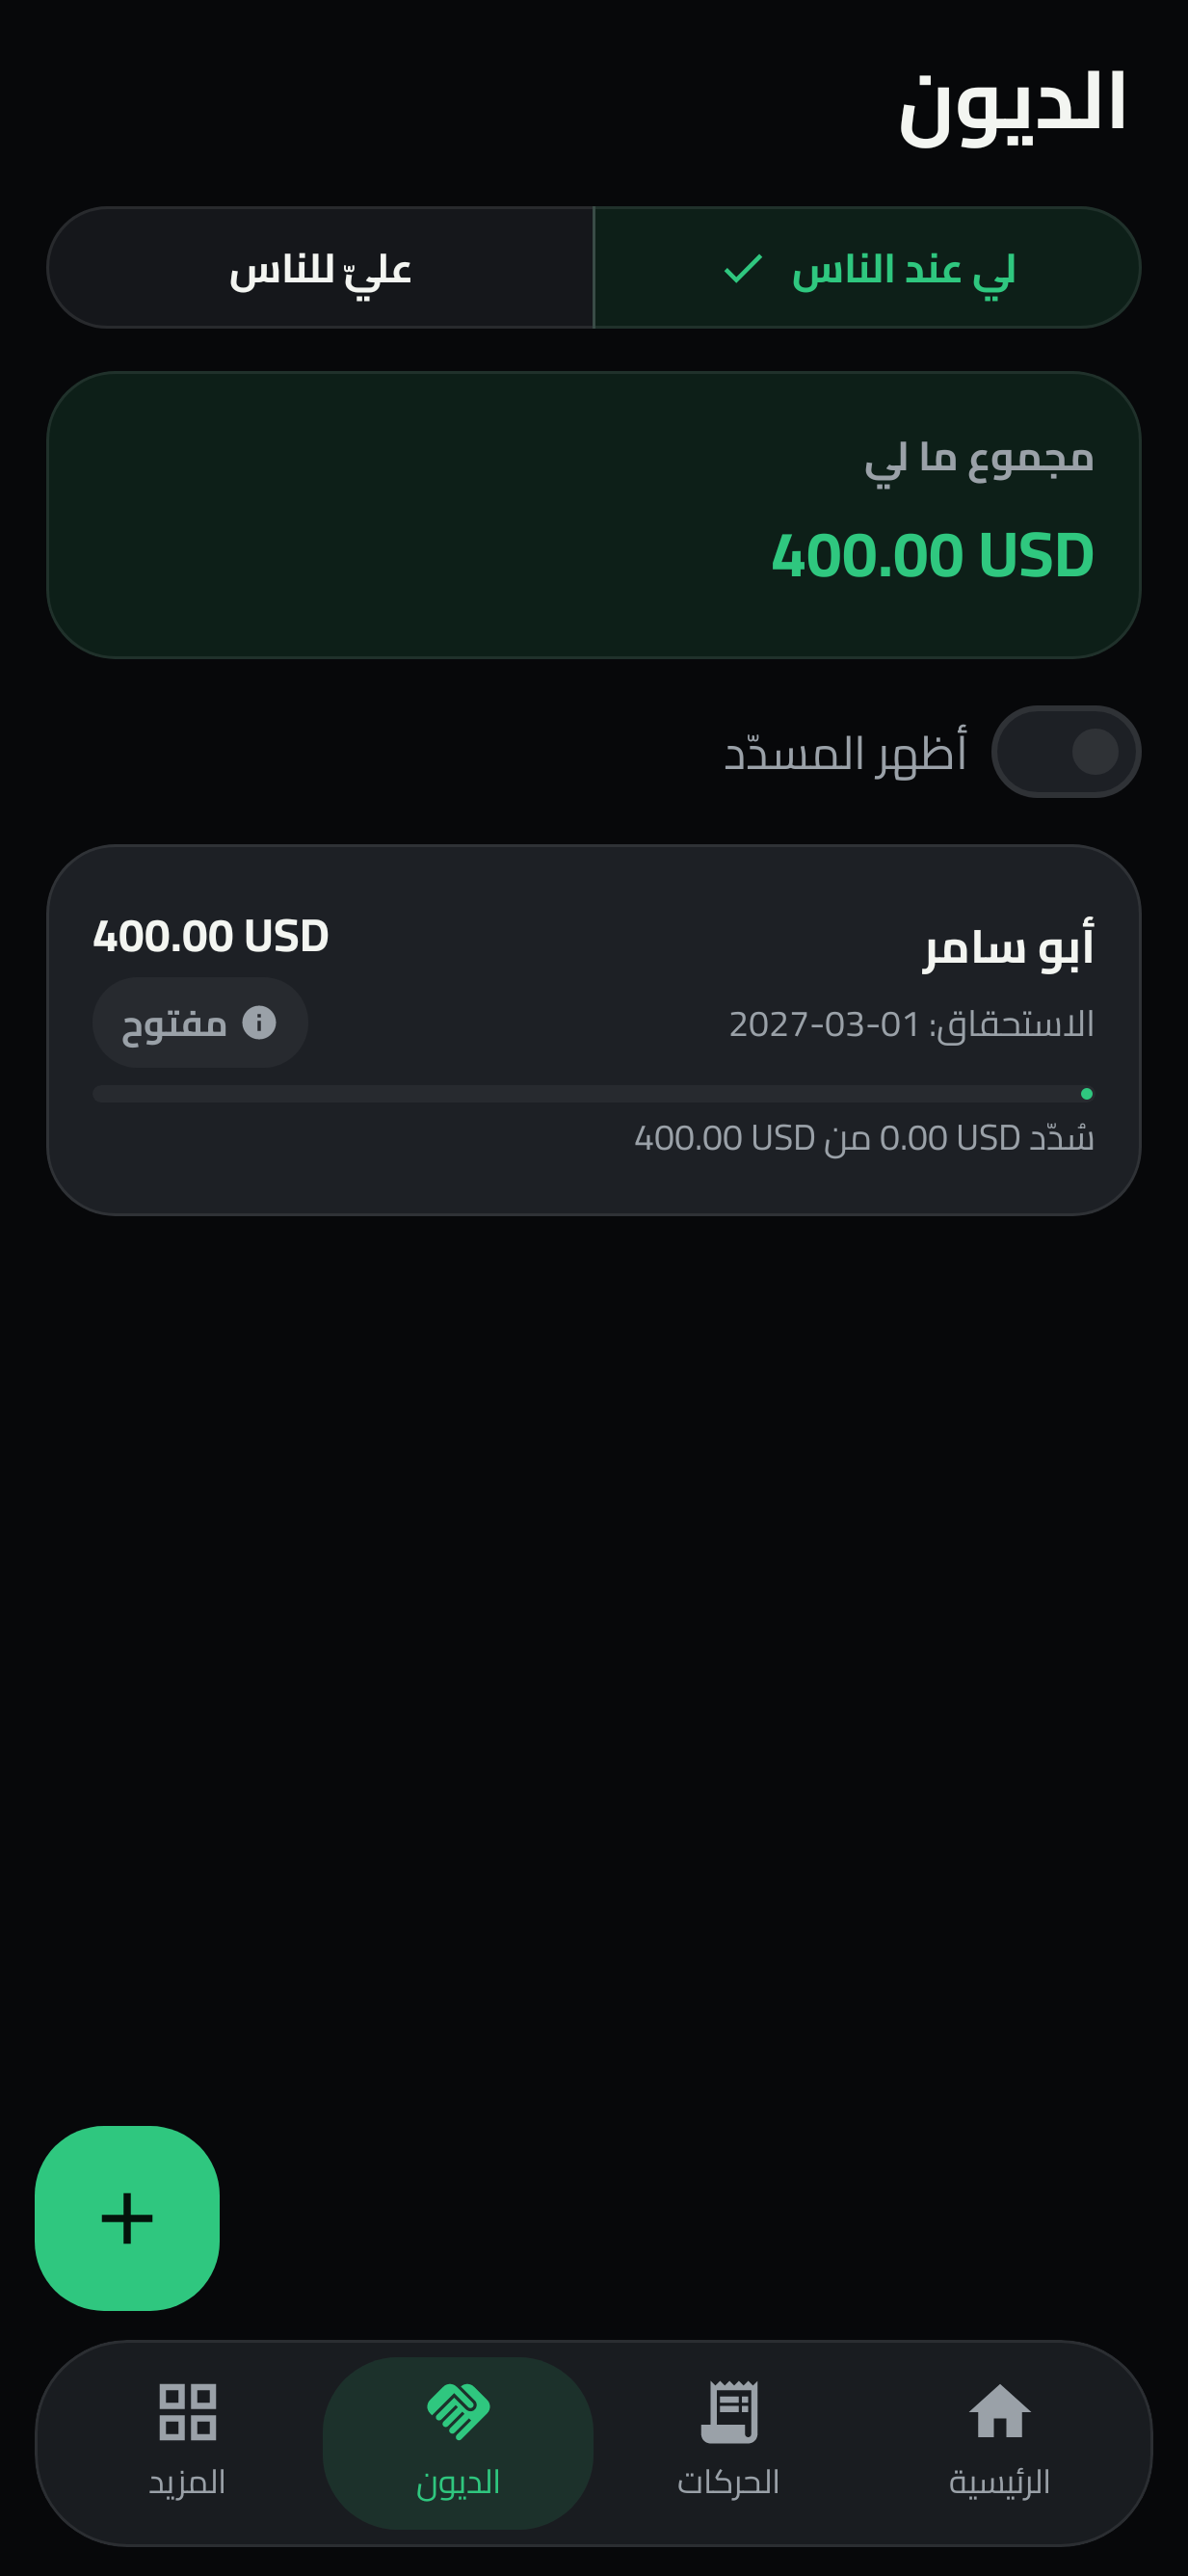 الديون
لي عند الناس
عليّ للناس
مجموع ما لي
400.00 USD
أظهر المسدّد
أبو سامر
400.00 USD
الاستحقاق: 2027-03-01
مفتوح
سُدّد 0.00 USD من 400.00 USD
الرئيسية
الحركات
الديون
المزيد